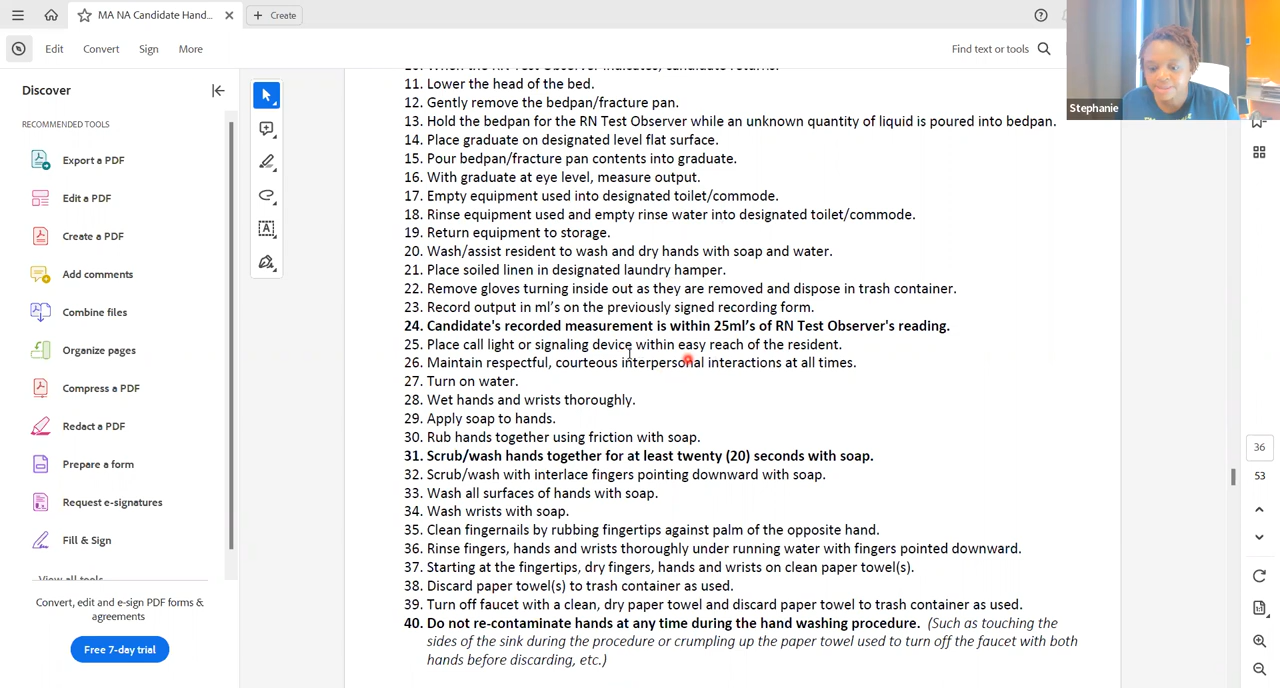 MA NA Candidate Hand...
Create
Edit
Convert
Sign
More
Find text or tools
Stephanie
Discover
RECOMMENDED TOOLS
Export a PDF
Edit a PDF
Create a PDF
Add comments
Combine files
Organize pages
Compress a PDF
Redact a PDF
Prepare a form
Request e-signatures
Fill & Sign
View all tools
Convert, edit and e-sign PDF forms &
agreements
Free 7-day trial
10. When the RN Test Observer indicates, candidate returns.
11. Lower the head of the bed.
12. Gently remove the bedpan/fracture pan.
13. Hold the bedpan for the RN Test Observer while an unknown quantity of liquid is poured into bedpan.
14. Place graduate on designated level flat surface.
15. Pour bedpan/fracture pan contents into graduate.
16. With graduate at eye level, measure output.
17. Empty equipment used into designated toilet/commode.
18. Rinse equipment used and empty rinse water into designated toilet/commode.
19. Return equipment to storage.
20. Wash/assist resident to wash and dry hands with soap and water.
21. Place soiled linen in designated laundry hamper.
22. Remove gloves turning inside out as they are removed and dispose in trash container.
23. Record output in ml's on the previously signed recording form.
24. Candidate's recorded measurement is within 25ml's of RN Test Observer's reading.
25. Place call light or signaling device within easy reach of the resident.
26. Maintain respectful, courteous interpersonal interactions at all times.
27. Turn on water.
28. Wet hands and wrists thoroughly.
29. Apply soap to hands.
30. Rub hands together using friction with soap.
31. Scrub/wash hands together for at least twenty (20) seconds with soap.
32. Scrub/wash with interlace fingers pointing downward with soap.
33. Wash all surfaces of hands with soap.
34. Wash wrists with soap.
35. Clean fingernails by rubbing fingertips against palm of the opposite hand.
36. Rinse fingers, hands and wrists thoroughly under running water with fingers pointed downward.
37. Starting at the fingertips, dry fingers, hands and wrists on clean paper towel(s).
38. Discard paper towel(s) to trash container as used.
39. Turn off faucet with a clean, dry paper towel and discard paper towel to trash container as used.
40. Do not re-contaminate hands at any time during the hand washing procedure. (Such as touching the
sides of the sink during the procedure or crumpling up the paper towel used to turn off the faucet with both
hands before discarding, etc.)
36
53